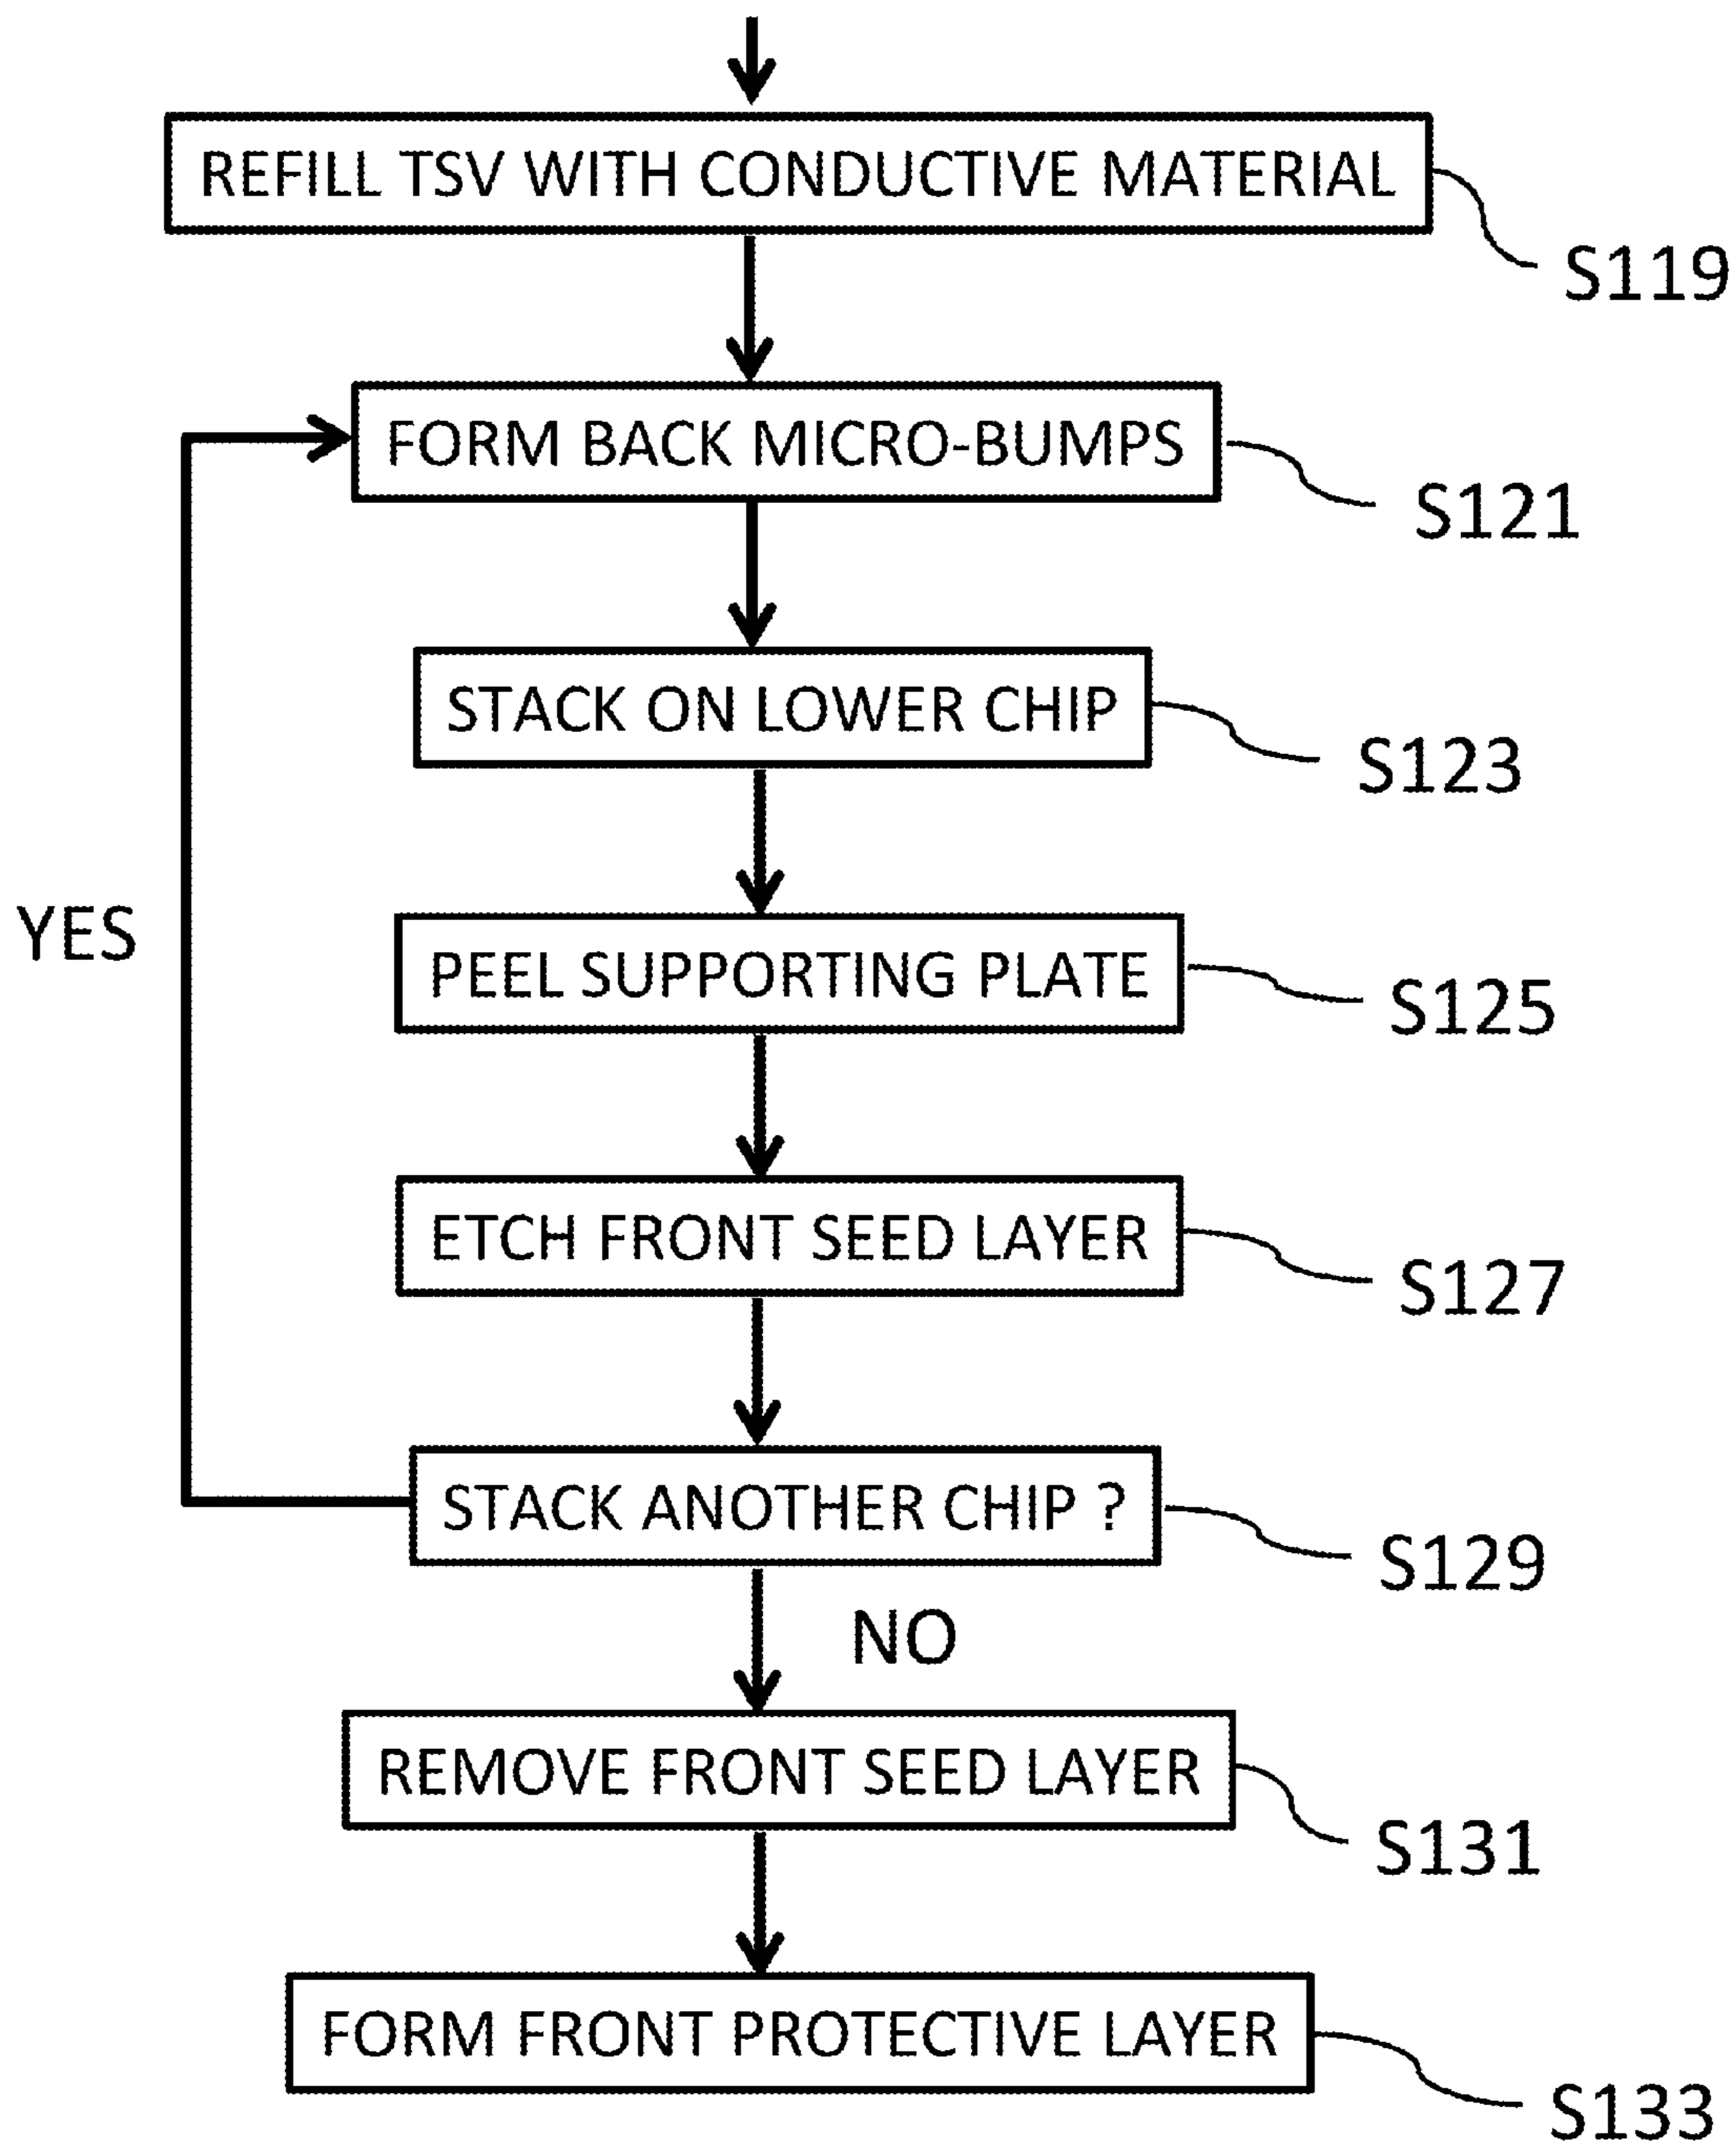 REFILL TSV WITH CONDUCTIVE MATERIAL
S119
FORM BACK MICRO-BUMPS
S121
STACK ON LOWER CHIP
S123
YES
PEEL SUPPORTING PLATE
S125
ETCH FRONT SEED LAYER
S127
STACK ANOTHER CHIP ?
S129
NO
REMOVE FRONT SEED LAYER
S131
FORM FRONT PROTECTIVE LAYER
S133